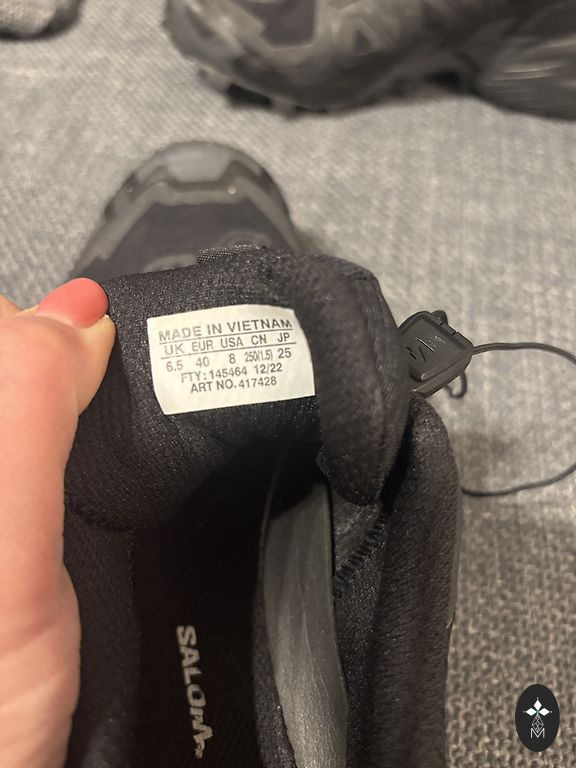 MADE IN VIETNAM
UK EUR USA CN JP
6.5 40 8 250(1.5) 25
FTY: 145464 12/22
ART NO. 417428
SALOM
M